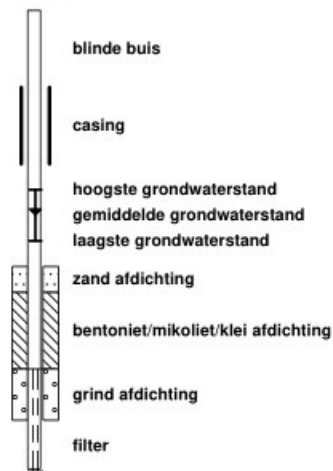 blinde buis
casing
hoogste grondwaterstand
gemiddelde grondwaterstand
laagste grondwaterstand
zand afdichting
bentoniet/mikoliet/klei afdichting
grind afdichting
filter